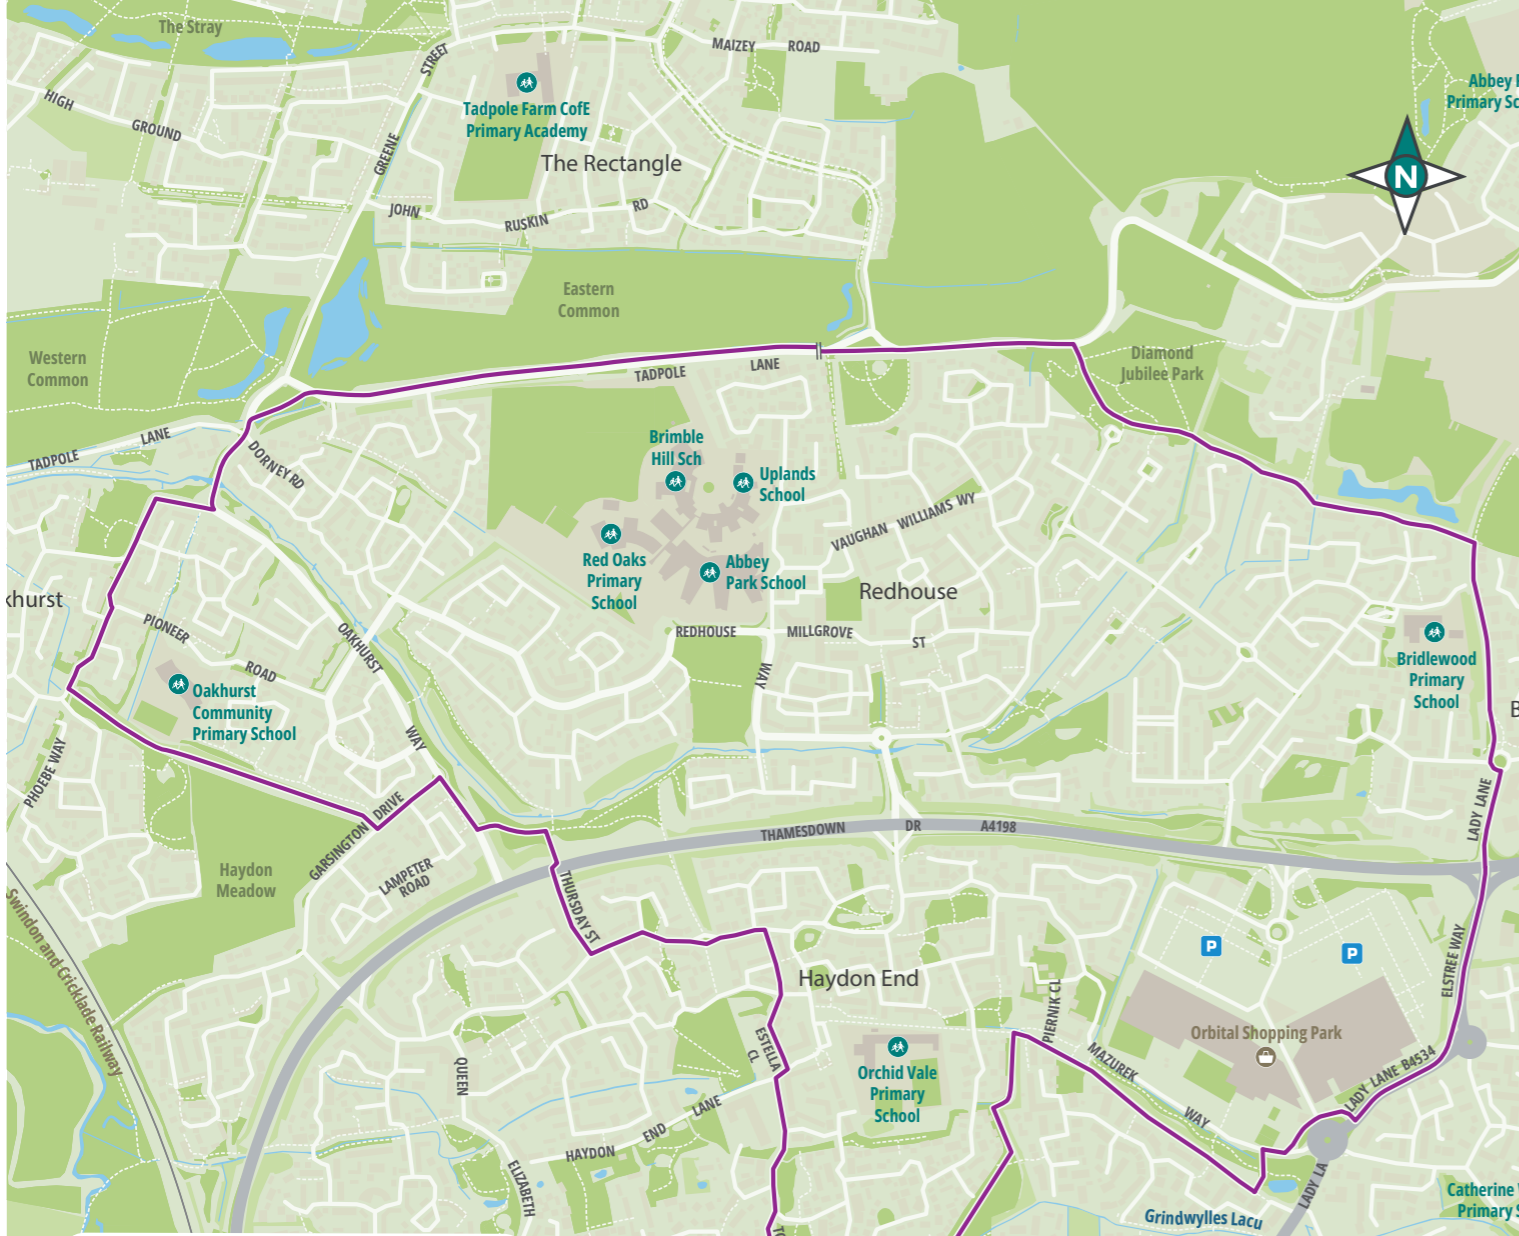 The Stray
STREET
MAIZEY ROAD
HIGH GROUND
Tadpole Farm CofE
Primary Academy
Abbey
Primary Sc
N
GREENE
The Rectangle
JOHN RUSKIN RD
Eastern
Common
Western
Common
Diamond
Jubilee Park
TADPOLE LANE
TADPOLE LANE
DORNEY RD
Brimble
Hill Sch
Uplands
School
VAUGHAN WILLIAMS WY
Red Oaks
Primary
School
Abbey
Park School
Redhouse
khurst
PIONEER ROAD
OAKHURST WAY
REDHOUSE WAY
MILLGROVE ST
Bridlewood
Primary
School
Oakhurst
Community
Primary School
B
PHOEBE WAY
GARSINGTON DRIVE
LADY LANE
THAMESDOWN DR A4198
Haydon
Meadow
LAMPETER
ROAD
THURSDAY ST
Swindon and Cricklade Railway
P
P
ELSTREE WAY
Haydon End
PIERNIK CL
Orbital Shopping Park
ESTELLA
CL
Orchid Vale
Primary
School
MAZUREK WAY
LADY LANE B4534
QUEEN ELIZABETH
HAYDON END LANE
LADY LA
Catherine
Primary S
Grindwylles Lacu
TO